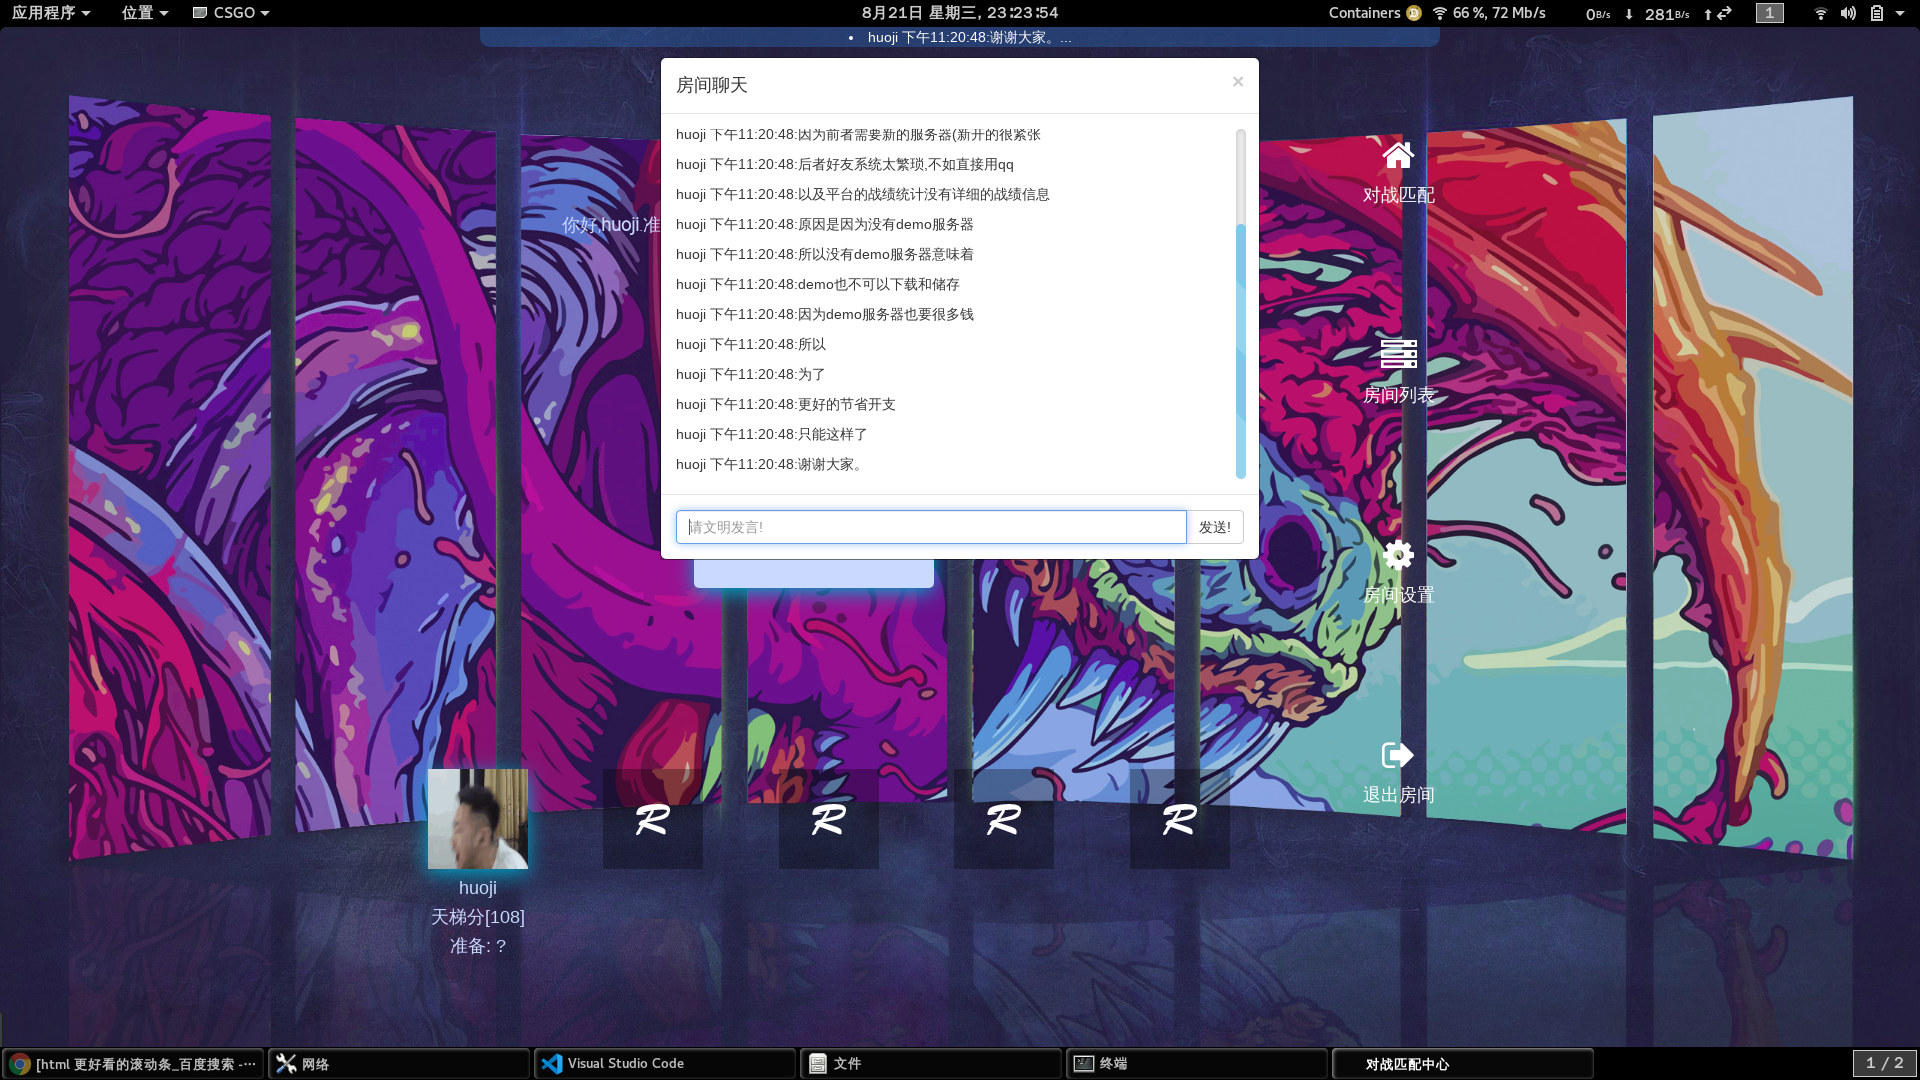 应用程序
位置
CSGO
8月21日 星期三, 23:23:54
Containers
66 %, 72 Mb/s
0B/s
281B/s
1
huoji 下午11:20:48:谢谢大家。...
房间聊天
×
huoji 下午11:20:48:因为前者需要新的服务器(新开的很紧张
huoji 下午11:20:48:后者好友系统太繁琐,不如直接用qq
huoji 下午11:20:48:以及平台的战绩统计没有详细的战绩信息
huoji 下午11:20:48:原因是因为没有demo服务器
huoji 下午11:20:48:所以没有demo服务器意味着
huoji 下午11:20:48:demo也不可以下载和储存
huoji 下午11:20:48:因为demo服务器也要很多钱
huoji 下午11:20:48:所以
huoji 下午11:20:48:为了
huoji 下午11:20:48:更好的节省开支
huoji 下午11:20:48:只能这样了
huoji 下午11:20:48:谢谢大家。
请文明发言!
发送!
你好,huoji.准
对战匹配
房间列表
房间设置
退出房间
R
R
R
R
huoji
天梯分[108]
准备: ?
[html 更好看的滚动条_百度搜索 -…
网络
Visual Studio Code
文件
终端
对战匹配中心
1 / 2